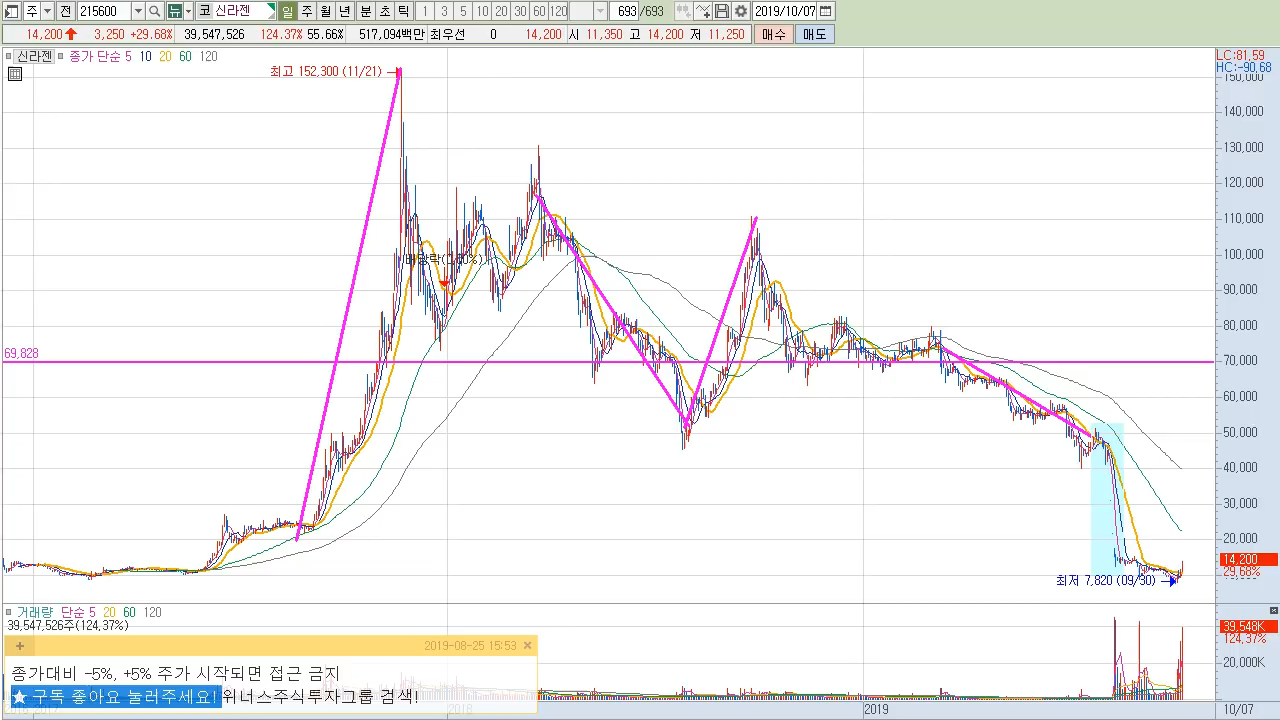 주 전 215600 뉴 코 신라젠 일 주 월 년 분 초 틱 1 3 5 10 20 30 60 120 693 /693 2019/10/07
14,200 3,250 +29.68% 39,547,526 124.37% 55.66% 517,094백만 최우선 0 14,200 시 11,350 고 14,200 저 11,250 매수 매도
신라젠 종가 단순 5 10 20 60 120
LC:81.59
HC:-90.68
최고 152,300 (11/21)
150,000
140,000
130,000
120,000
110,000
100,000
90,000
80,000
69,828
70,000
60,000
50,000
40,000
30,000
20,000
14,200
29.68%
최저 7,820 (09/30)
거래량 단순 5 20 60 120
39,547,526주(124.37%)
39,548K
124.37%
20,000K
2019-08-25 15:53
종가대비 -5%, +5% 주가 시작되면 접근 금지
★ 구독 좋아요 눌러주세요! 위너스주식투자그룹 검색!
2016 2017 2018 2019 10/07